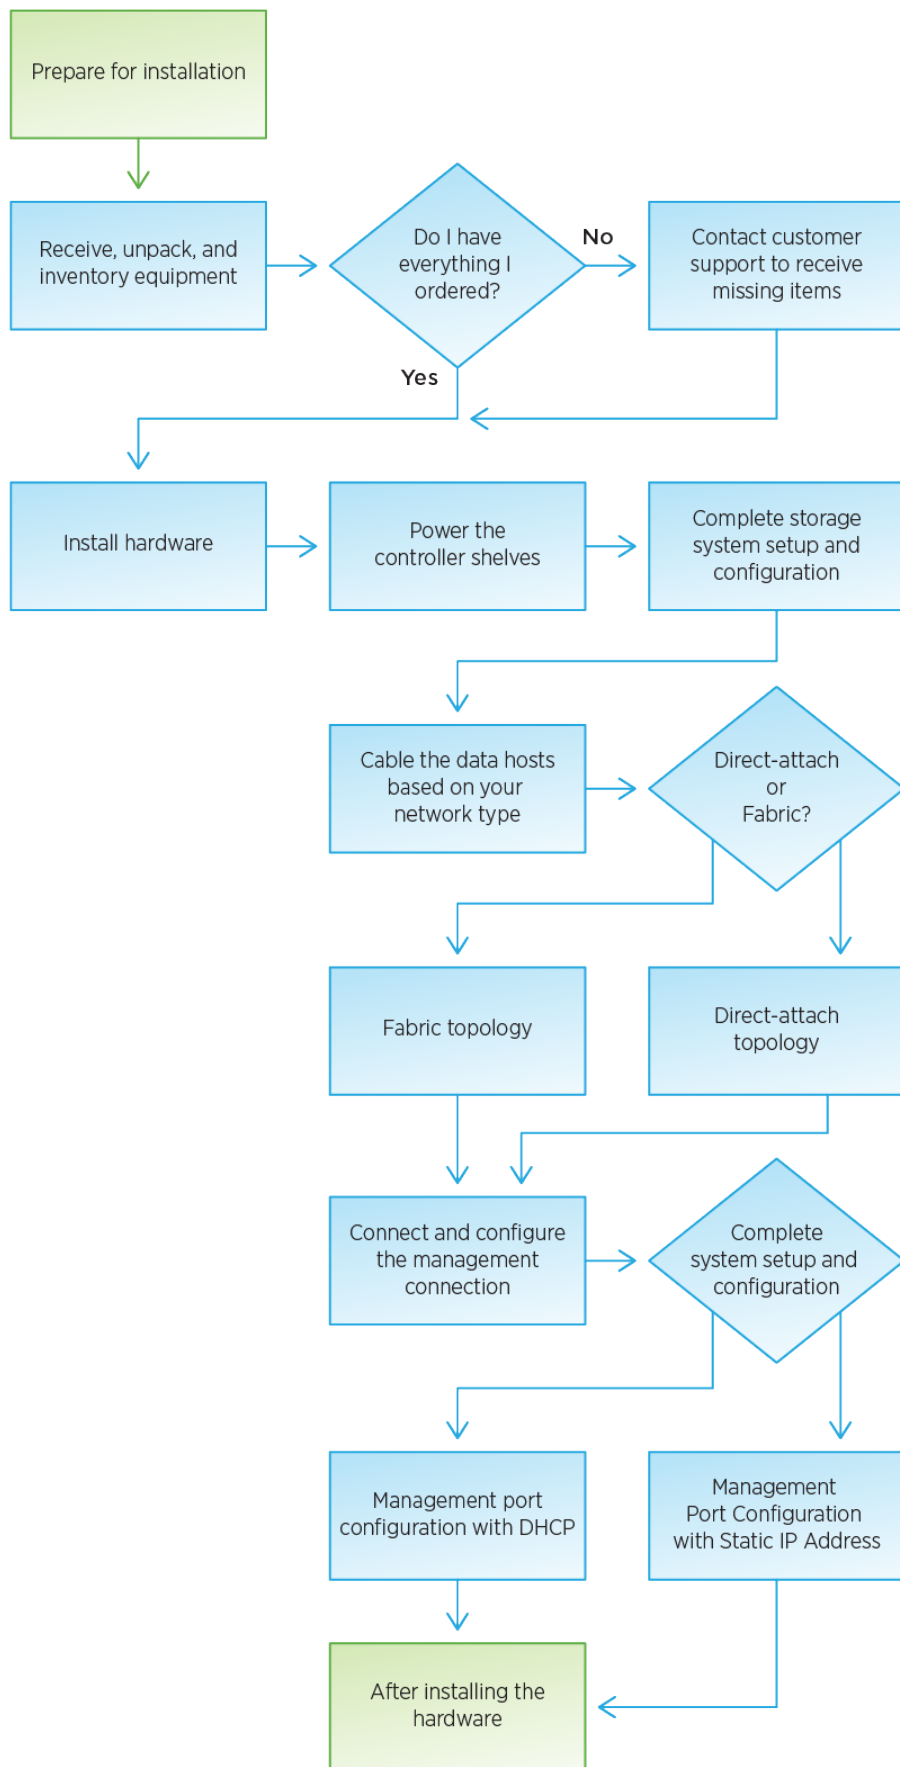 Prepare for installation
Receive, unpack, and
inventory equipment
Do I have
everything I
ordered?
No
Contact customer
support to receive
missing items
Yes
Install hardware
Power the
controller shelves
Complete storage
system setup and
configuration
Cable the data hosts
based on your
network type
Direct-attach
or
Fabric?
Fabric topology
Direct-attach
topology
Connect and configure
the management
connection
Complete
system setup and
configuration
Management port
configuration with DHCP
Management
Port Configuration
with Static IP Address
After installing the
hardware